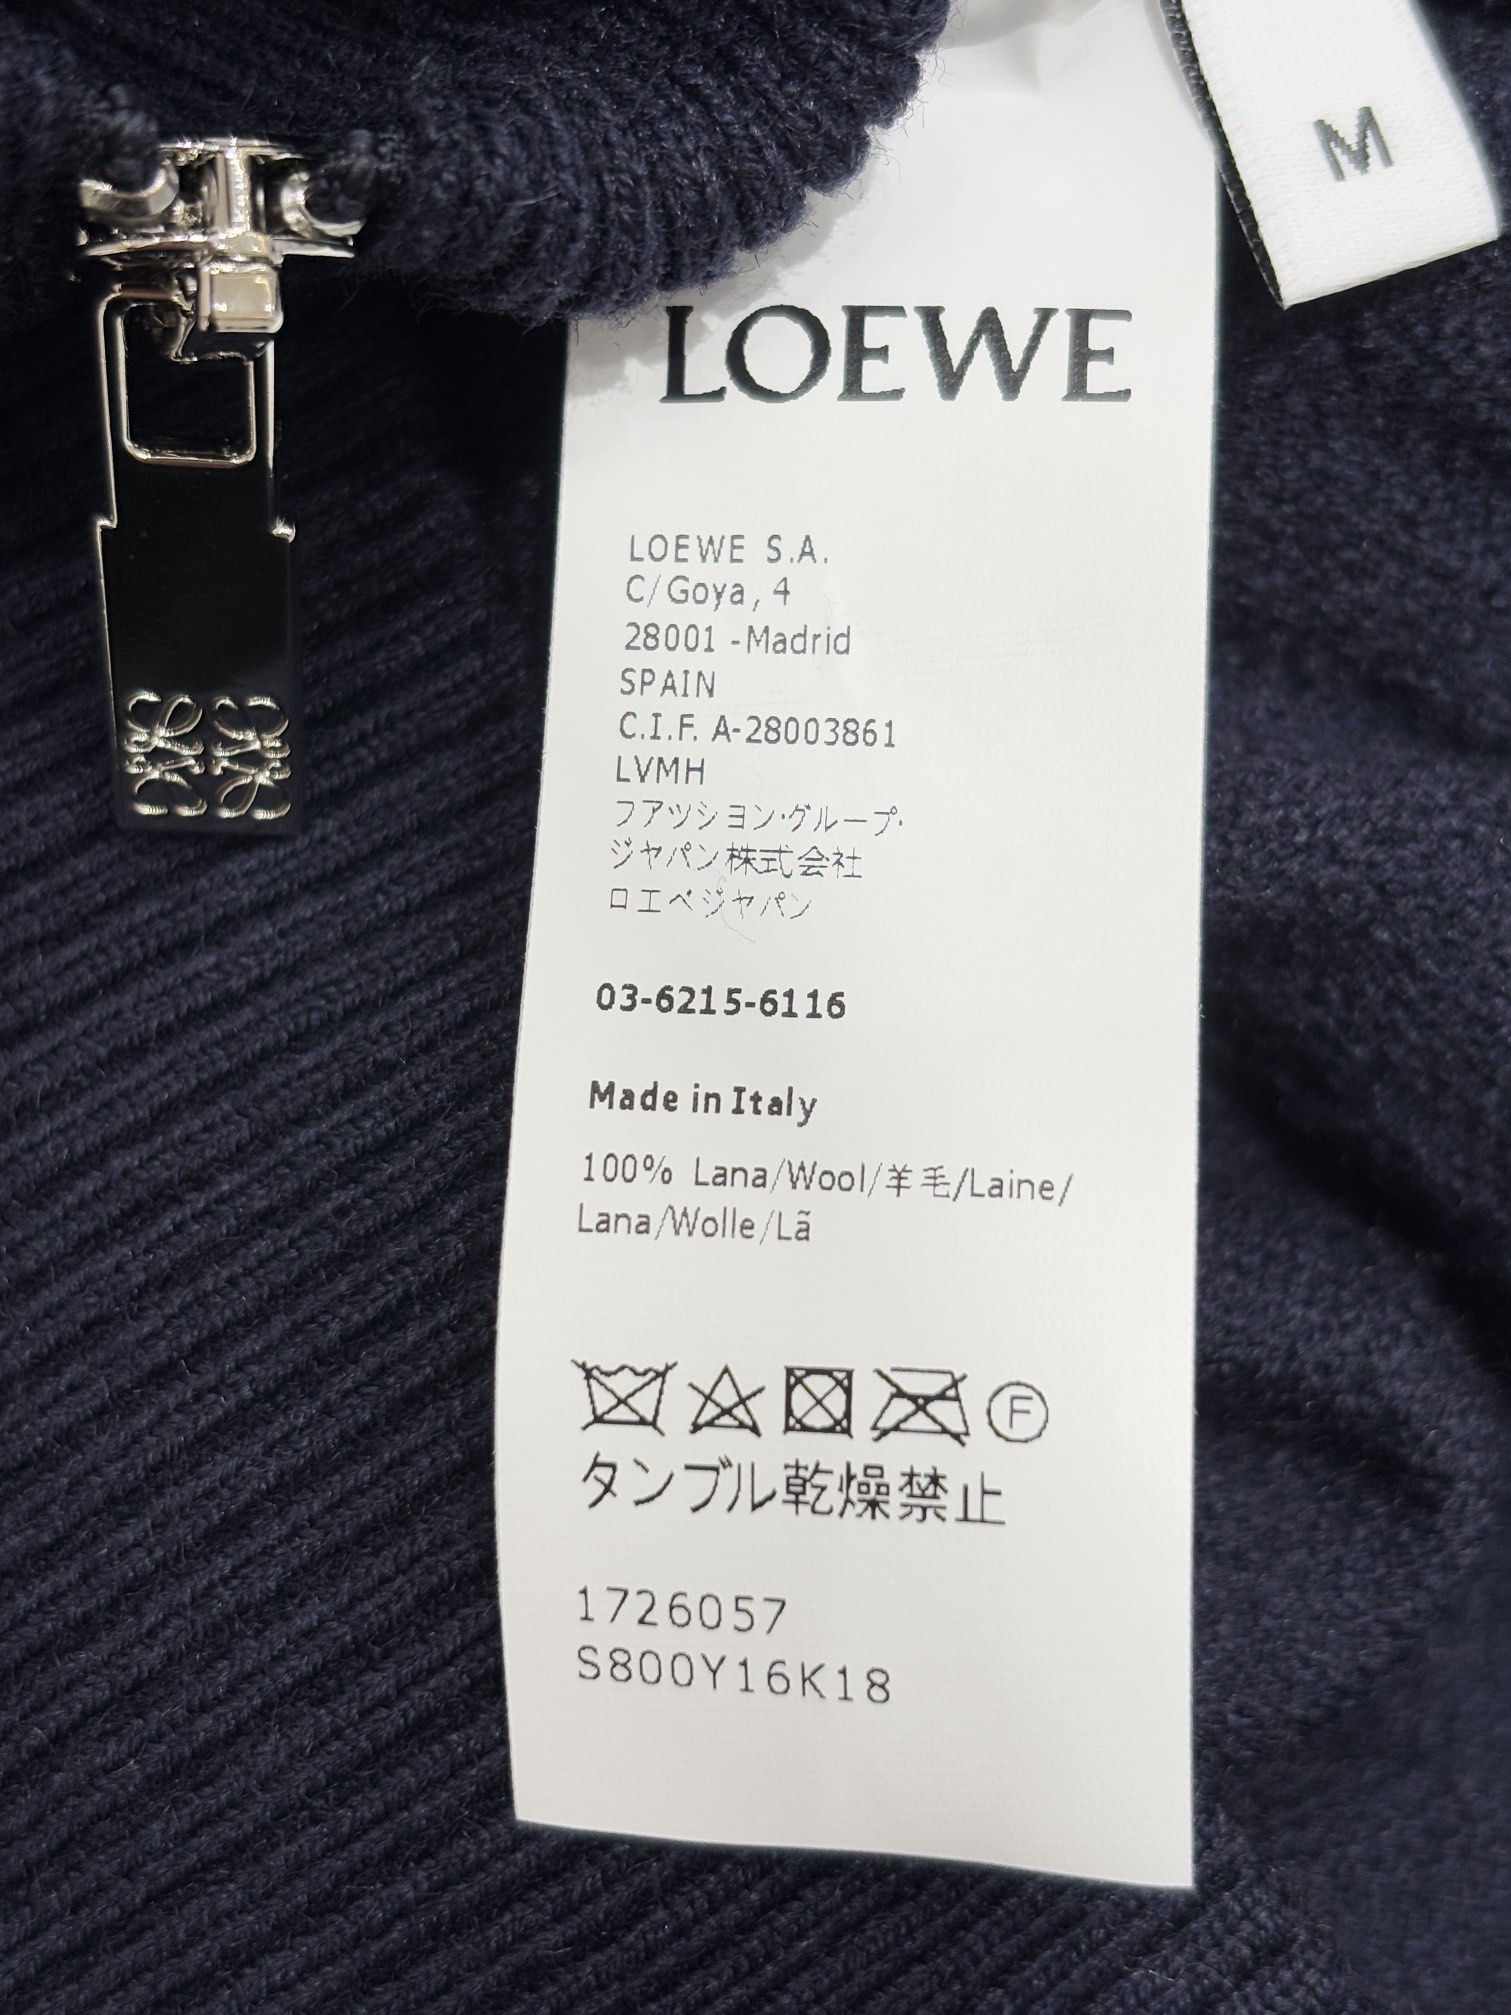 M
LOEWE
LOEWE S.A.
C/Goya, 4
28001 -Madrid
SPAIN
C.I.F. A-28003861
LVMH
フアツシヨン･グループ･
ジヤパン株式会社
ロエベジヤパン
03-6215-6116
Made in Italy
100% Lana/Wool/羊毛/Laine/
Lana/Wolle/Lã
F
タンブル乾燥禁止
1726057
S800Y16K18